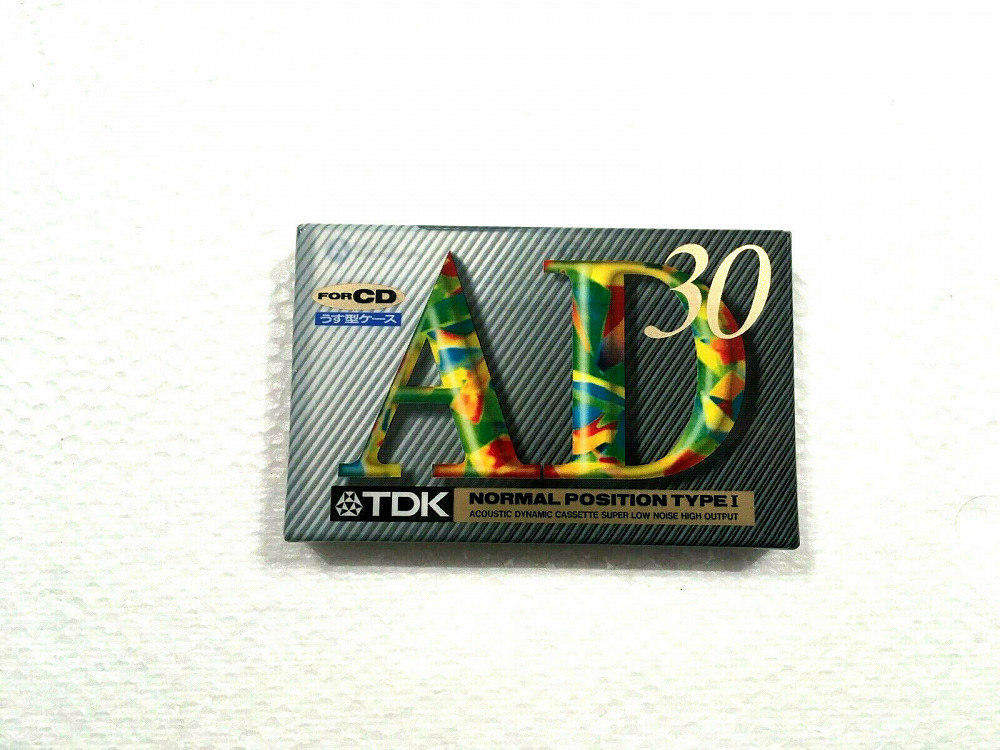 AD
30
FOR CD
うす型ケース
TDK
NORMAL POSITION TYPE I
ACOUSTIC DYNAMIC CASSETTE SUPER LOW NOISE HIGH OUTPUT